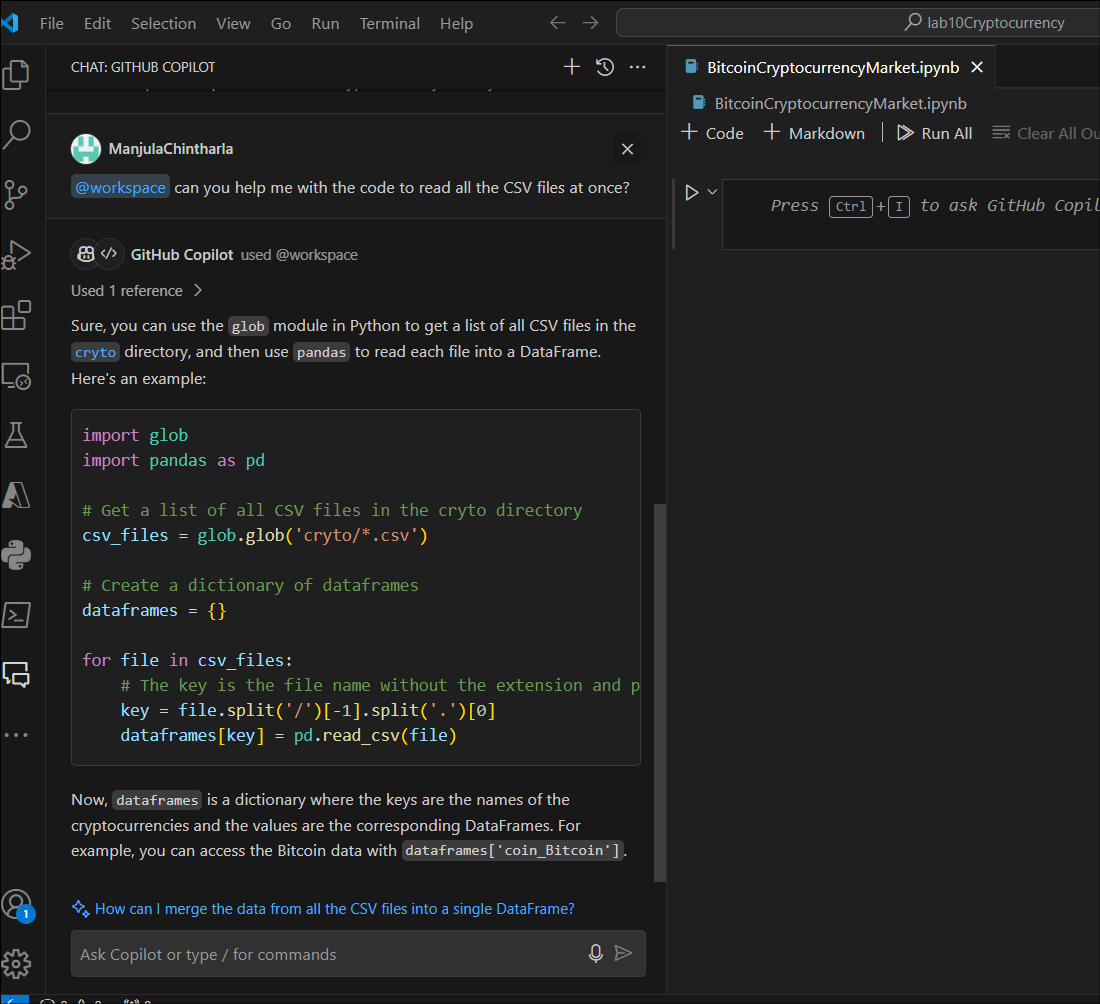 File Edit Selection View Go Run Terminal Help
lab10Cryptocurrency
CHAT: GITHUB COPILOT
ManjulaChintharla
@workspace can you help me with the code to read all the CSV files at once?
GitHub Copilot used @workspace
Used 1 reference
Sure, you can use the glob module in Python to get a list of all CSV files in the
cryto directory, and then use pandas to read each file into a DataFrame.
Here's an example:
import glob
import pandas as pd
# Get a list of all CSV files in the cryto directory
csv_files = glob.glob('cryto/*.csv')
# Create a dictionary of dataframes
dataframes = {}
for file in csv_files:
# The key is the file name without the extension and p
key = file.split('/')[-1].split('.')[0]
dataframes[key] = pd.read_csv(file)
Now, dataframes is a dictionary where the keys are the names of the
cryptocurrencies and the values are the corresponding DataFrames. For
example, you can access the Bitcoin data with dataframes['coin_Bitcoin'].
How can I merge the data from all the CSV files into a single DataFrame?
Ask Copilot or type / for commands
1
BitcoinCryptocurrencyMarket.ipynb
BitcoinCryptocurrencyMarket.ipynb
+ Code + Markdown Run All Clear All Ou
Press Ctrl+I to ask GitHub Copil